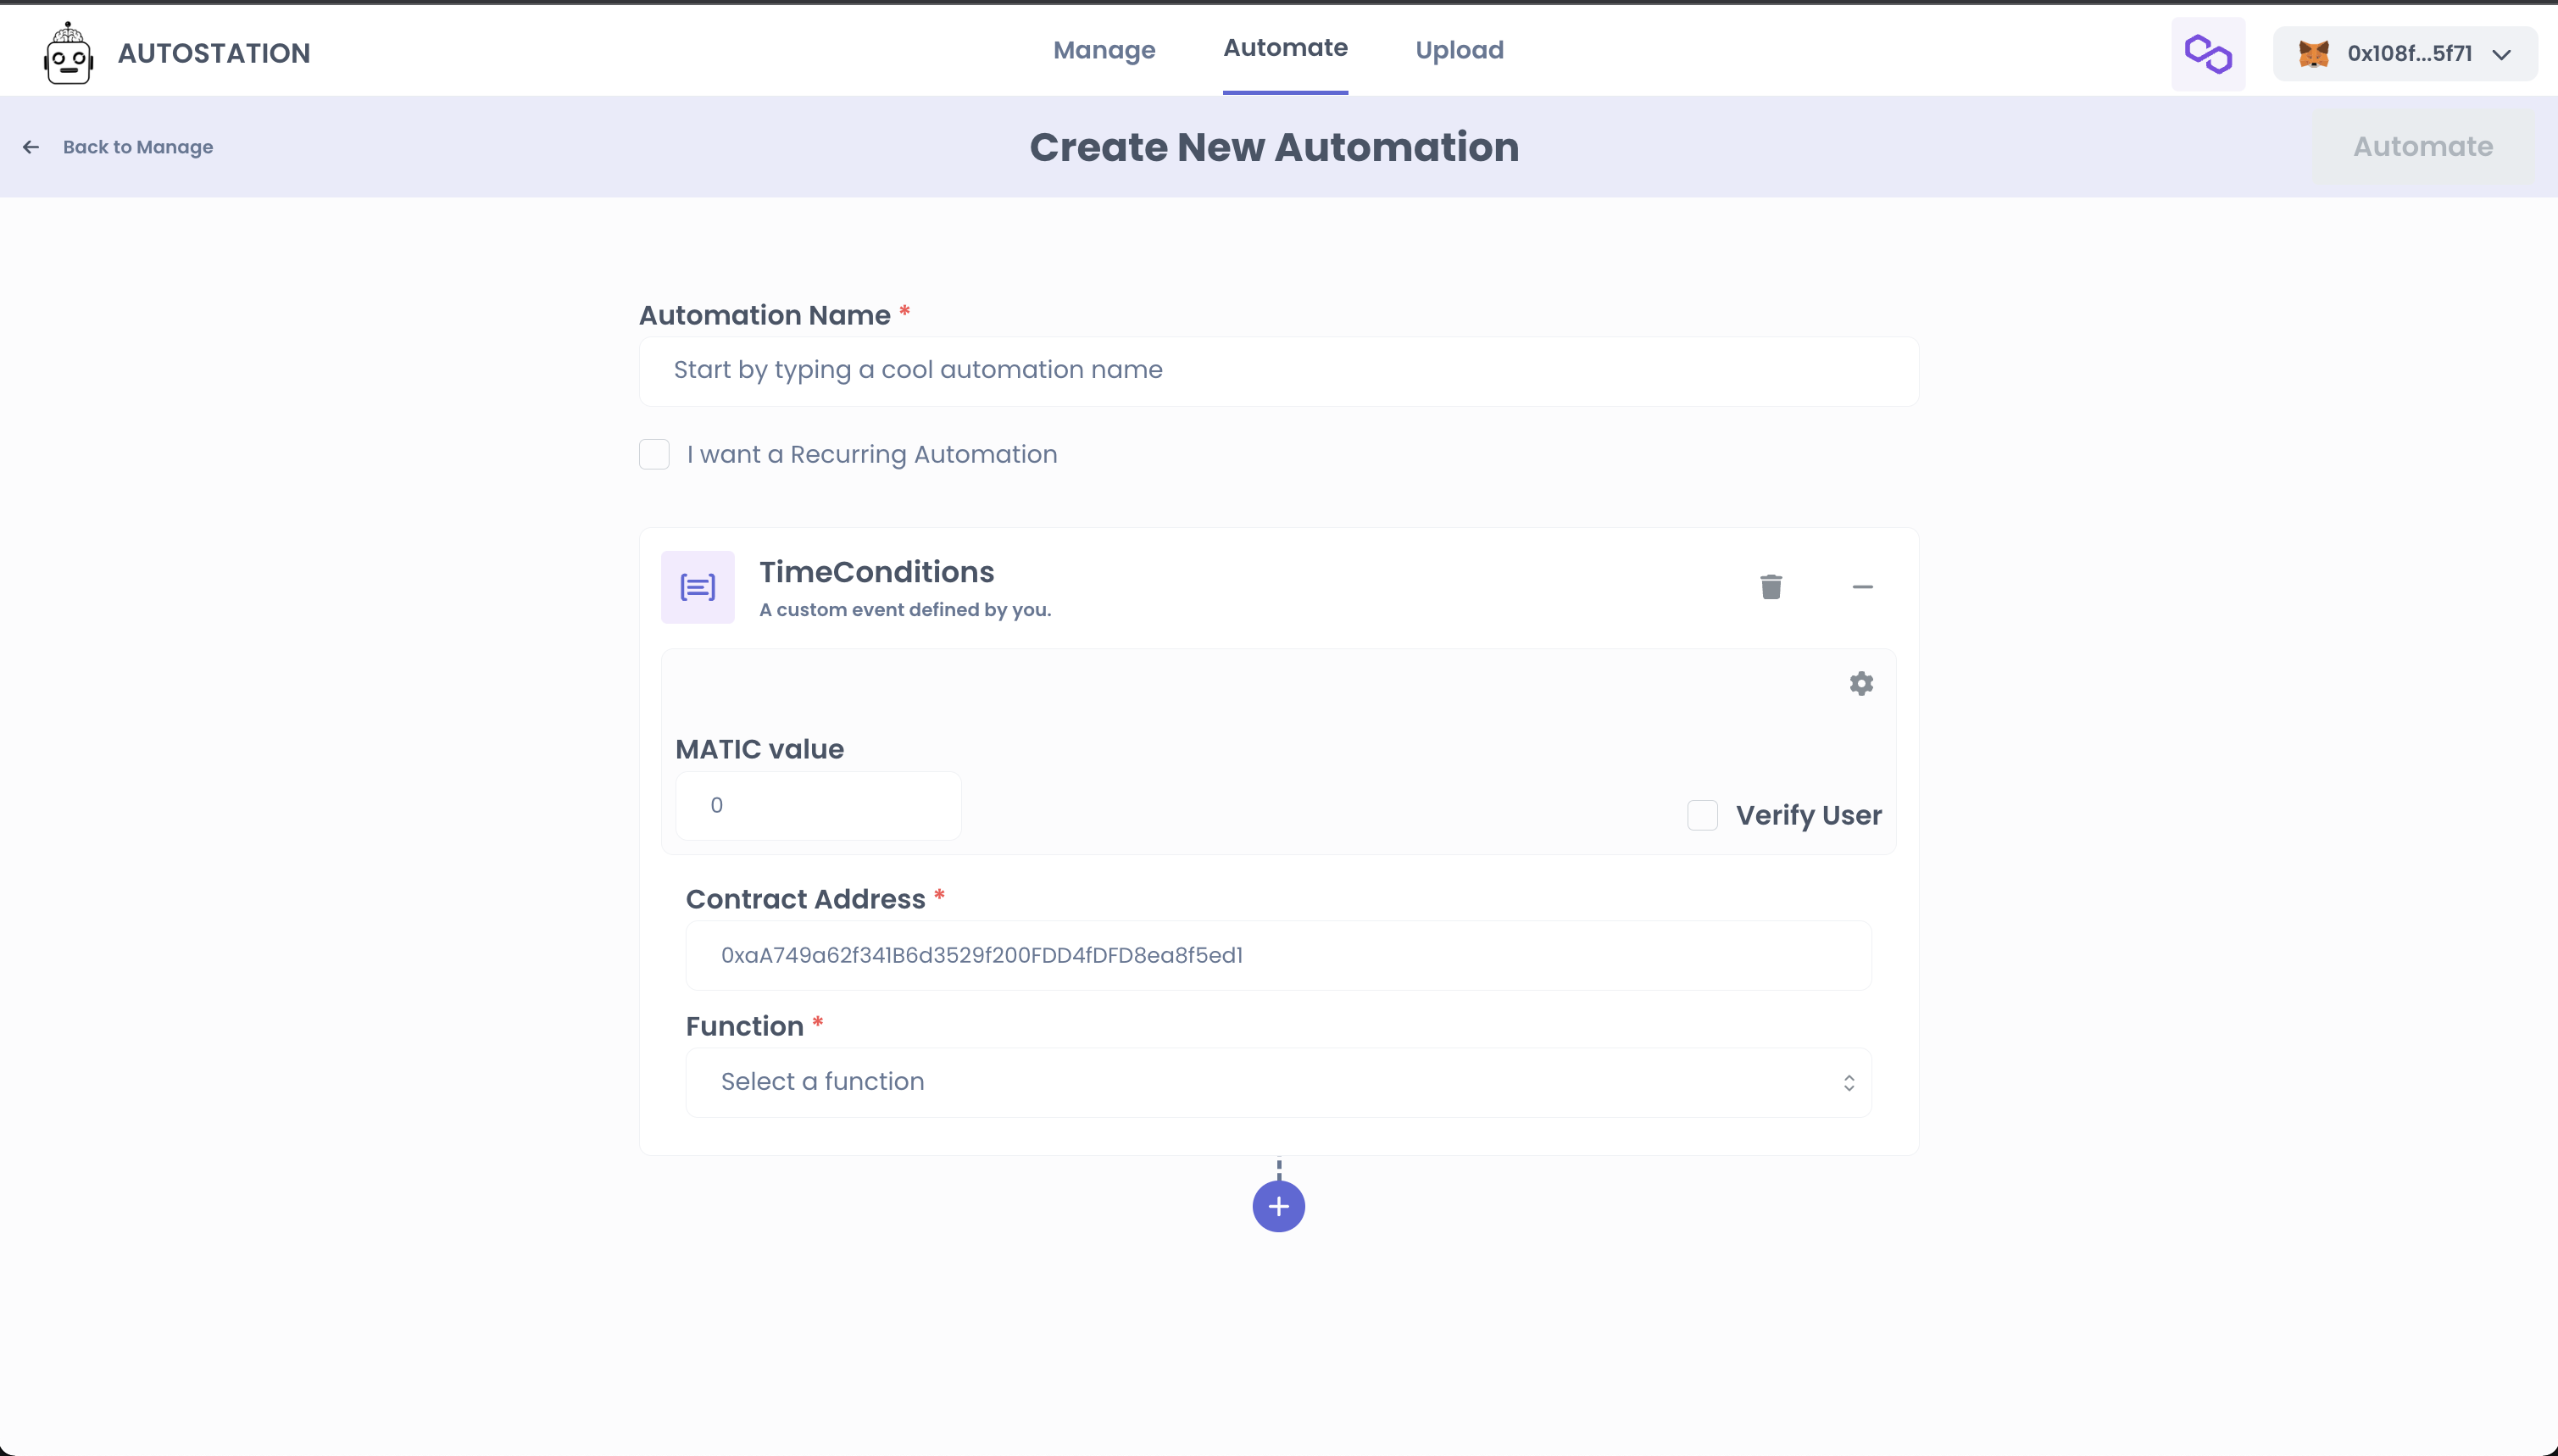 AUTOSTATION
Manage
Automate
Upload
0x108f...5f71
Back to Manage
Create New Automation
Automate
Automation Name *
Start by typing a cool automation name
I want a Recurring Automation
TimeConditions
A custom event defined by you.
MATIC value
0
Verify User
Contract Address *
0xaA749a62f341B6d3529f200FDD4fDFD8ea8f5ed1
Function *
Select a function